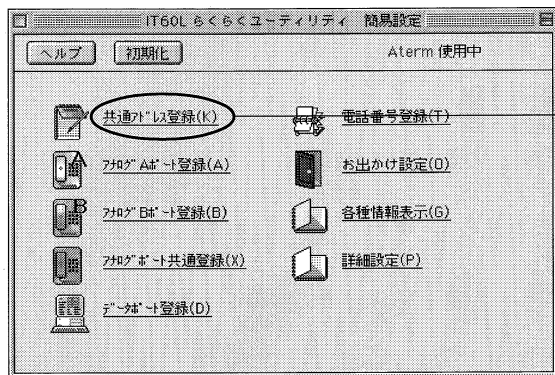 IT60L らくらくユーティリティ 簡易設定
ヘルプ 初期化 Aterm 使用中
共通ｱﾄﾞﾚｽ登録(K) 電話番号登録(T)
ｱﾅﾛｸﾞAﾎﾟｰﾄ登録(A) お出かけ設定(O)
ｱﾅﾛｸﾞBﾎﾟｰﾄ登録(B) 各種情報表示(G)
ｱﾅﾛｸﾞﾎﾟｰﾄ共通登録(X) 詳細設定(P)
ﾃﾞｰﾀﾎﾟｰﾄ登録(D)